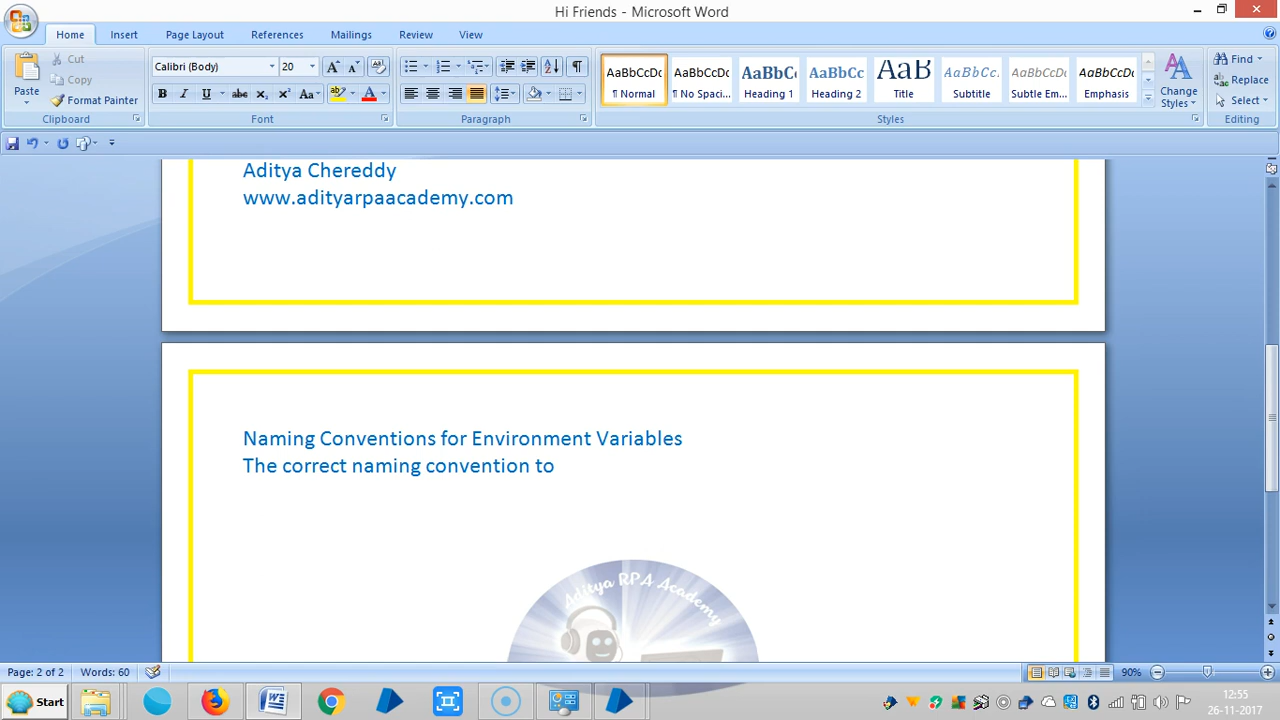 Hi Friends - Microsoft Word
Home Insert Page Layout References Mailings Review View
Paste
Cut
Copy
Format Painter
Clipboard
Calibri (Body) 20
B I U abc x₂ x² Aa
Font
Paragraph
AaBbCcDc AaBbCcDc AaBbC AaBbCc AaB AaBbCc. AaBbCcDc AaBbCcDc
¶ Normal ¶ No Spaci... Heading 1 Heading 2 Title Subtitle Subtle Em... Emphasis
Change Styles
Styles
Find
Replace
Select
Editing
Aditya Chereddy
www.adityarpaacademy.com
Naming Conventions for Environment Variables
The correct naming convention to
Aditya RPA Academy
Page: 2 of 2 Words: 60 90%
Start
12:55
26-11-2017